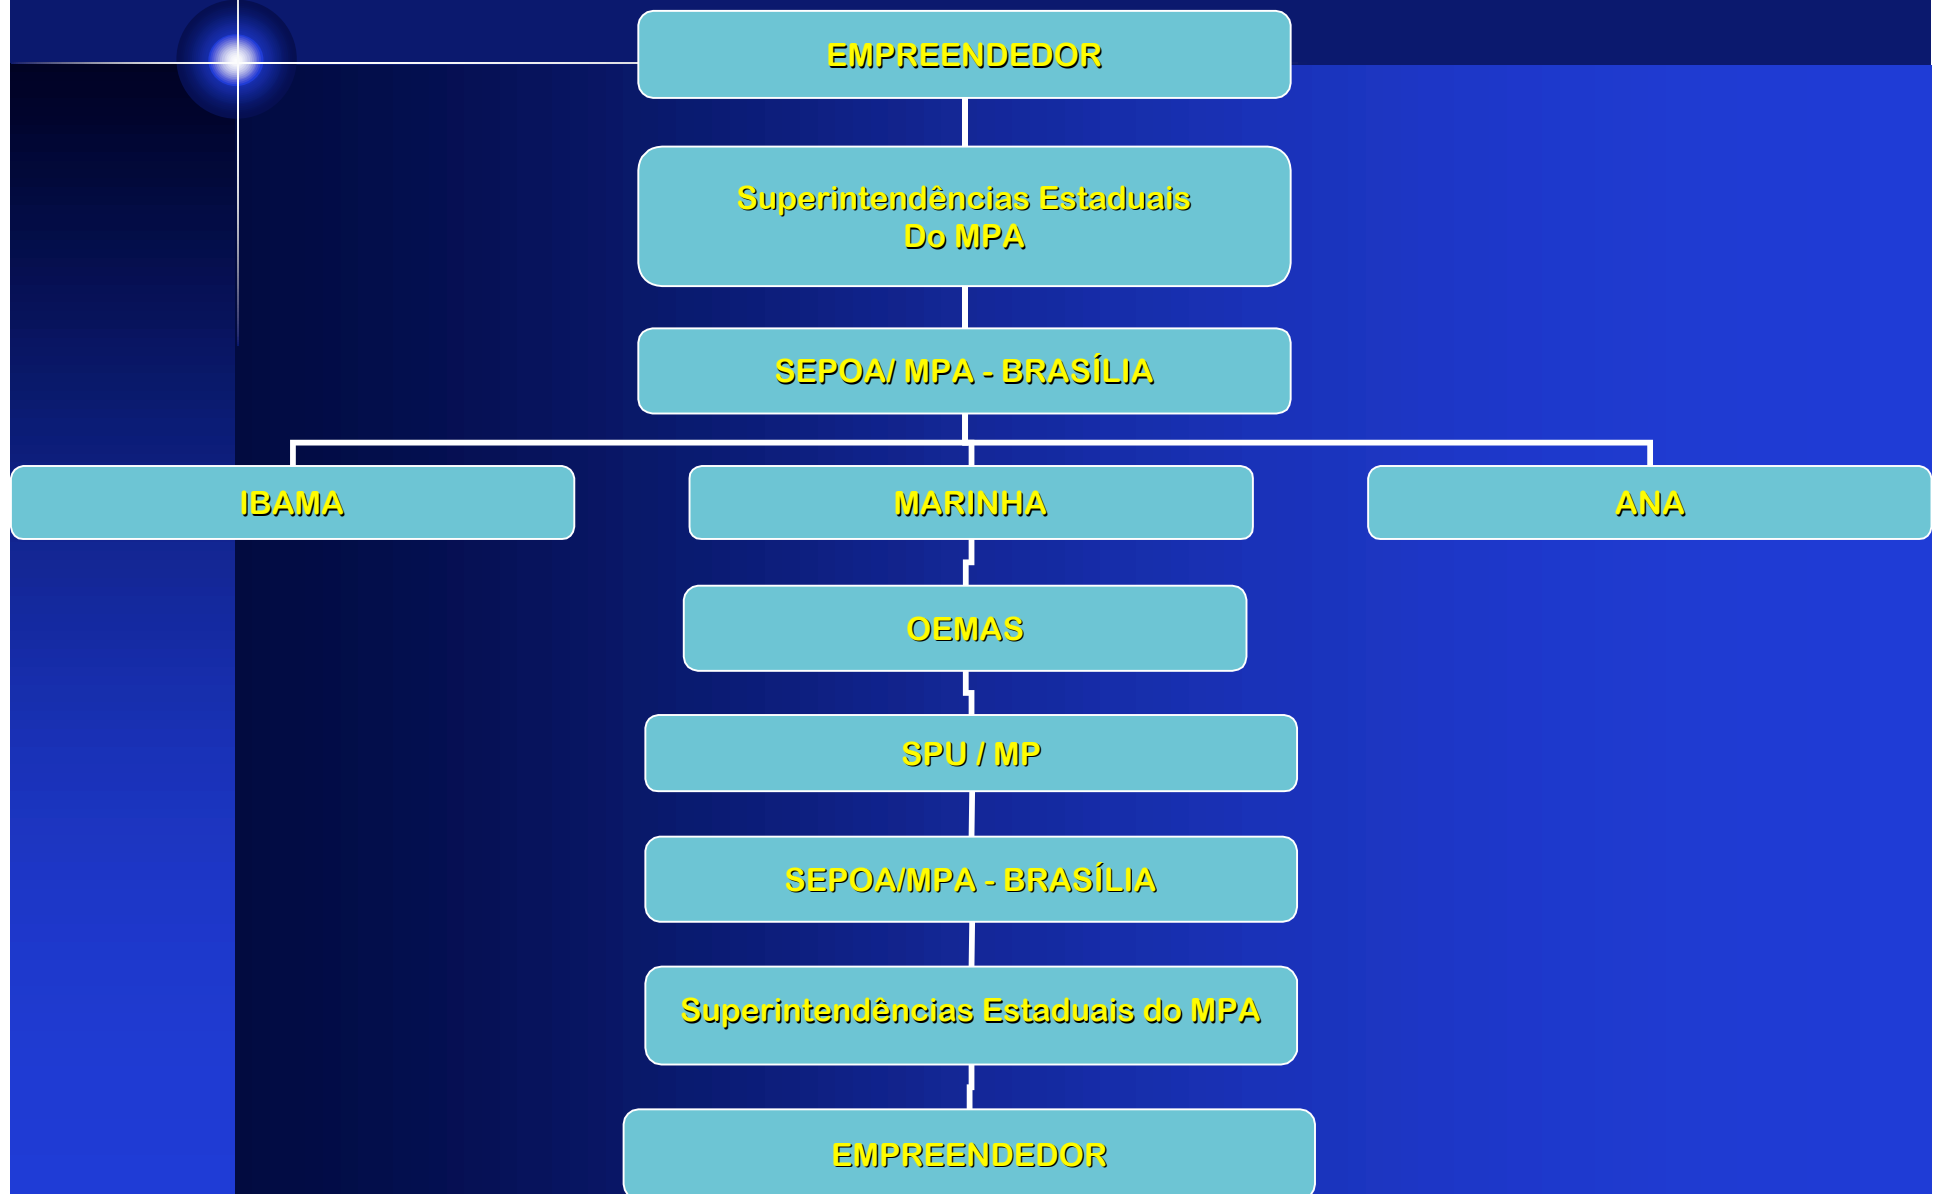 EMPREENDEDOR
Superintendências Estaduais
Do MPA
SEPOA/ MPA - BRASÍLIA
IBAMA
MARINHA
ANA
OEMAS
SPU / MP
SEPOA/MPA - BRASÍLIA
Superintendências Estaduais do MPA
EMPREENDEDOR